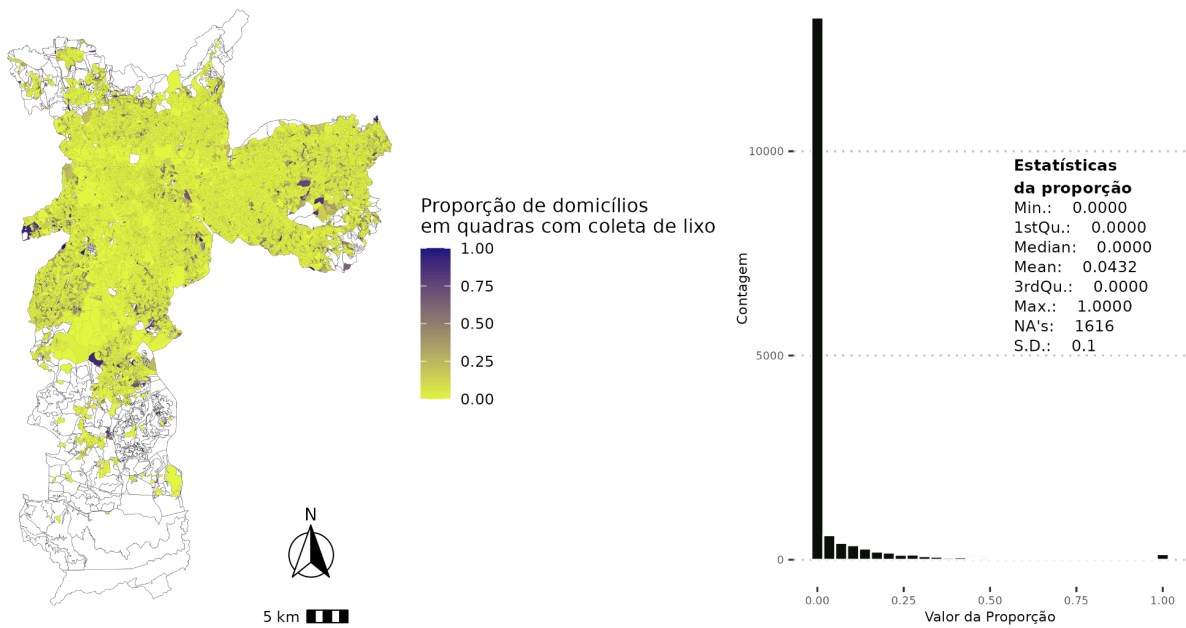 Proporção de domicílios
em quadras com coleta de lixo
1.00
0.75
0.50
0.25
0.00
N
5 km
Contagem
10000
5000
0
Estatísticas
da proporção
Min.: 0.0000
1stQu.: 0.0000
Median: 0.0000
Mean: 0.0432
3rdQu.: 0.0000
Max.: 1.0000
NA's: 1616
S.D.: 0.1
0.00 0.25 0.50 0.75 1.00
Valor da Proporção